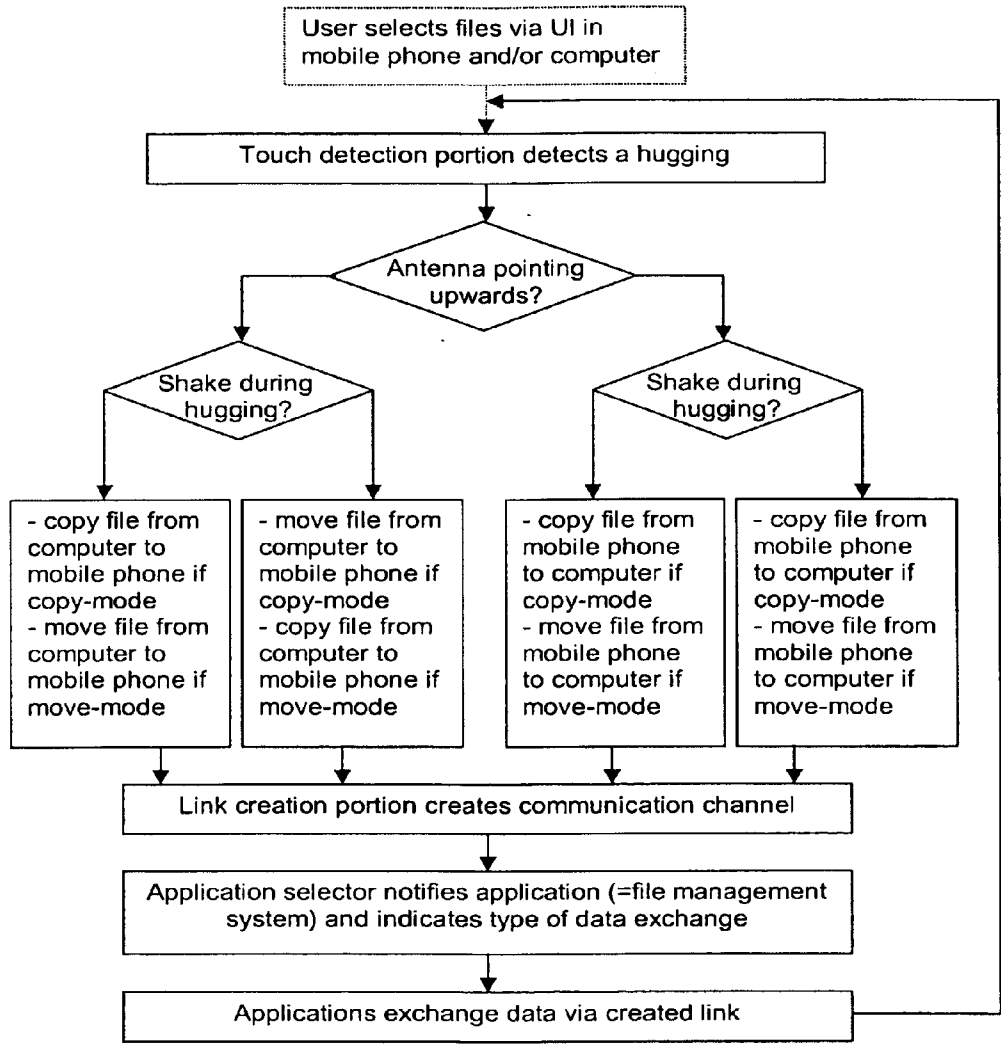 User selects files via UI in
mobile phone and/or computer
Touch detection portion detects a hugging
Antenna pointing
upwards?
Shake during
hugging?
Shake during
hugging?
- copy file from
computer to
mobile phone if
copy-mode
- move file from
computer to
mobile phone if
move-mode
- move file from
computer to
mobile phone if
copy-mode
- copy file from
computer to
mobile phone if
move-mode
- copy file from
mobile phone
to computer if
copy-mode
- move file from
mobile phone
to computer if
move-mode
- copy file from
mobile phone
to computer if
copy-mode
- move file from
mobile phone
to computer if
move-mode
Link creation portion creates communication channel
Application selector notifies application (=file management
system) and indicates type of data exchange
Applications exchange data via created link